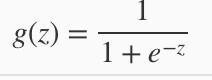 g(z) = 1 / (1 + e^{-z})